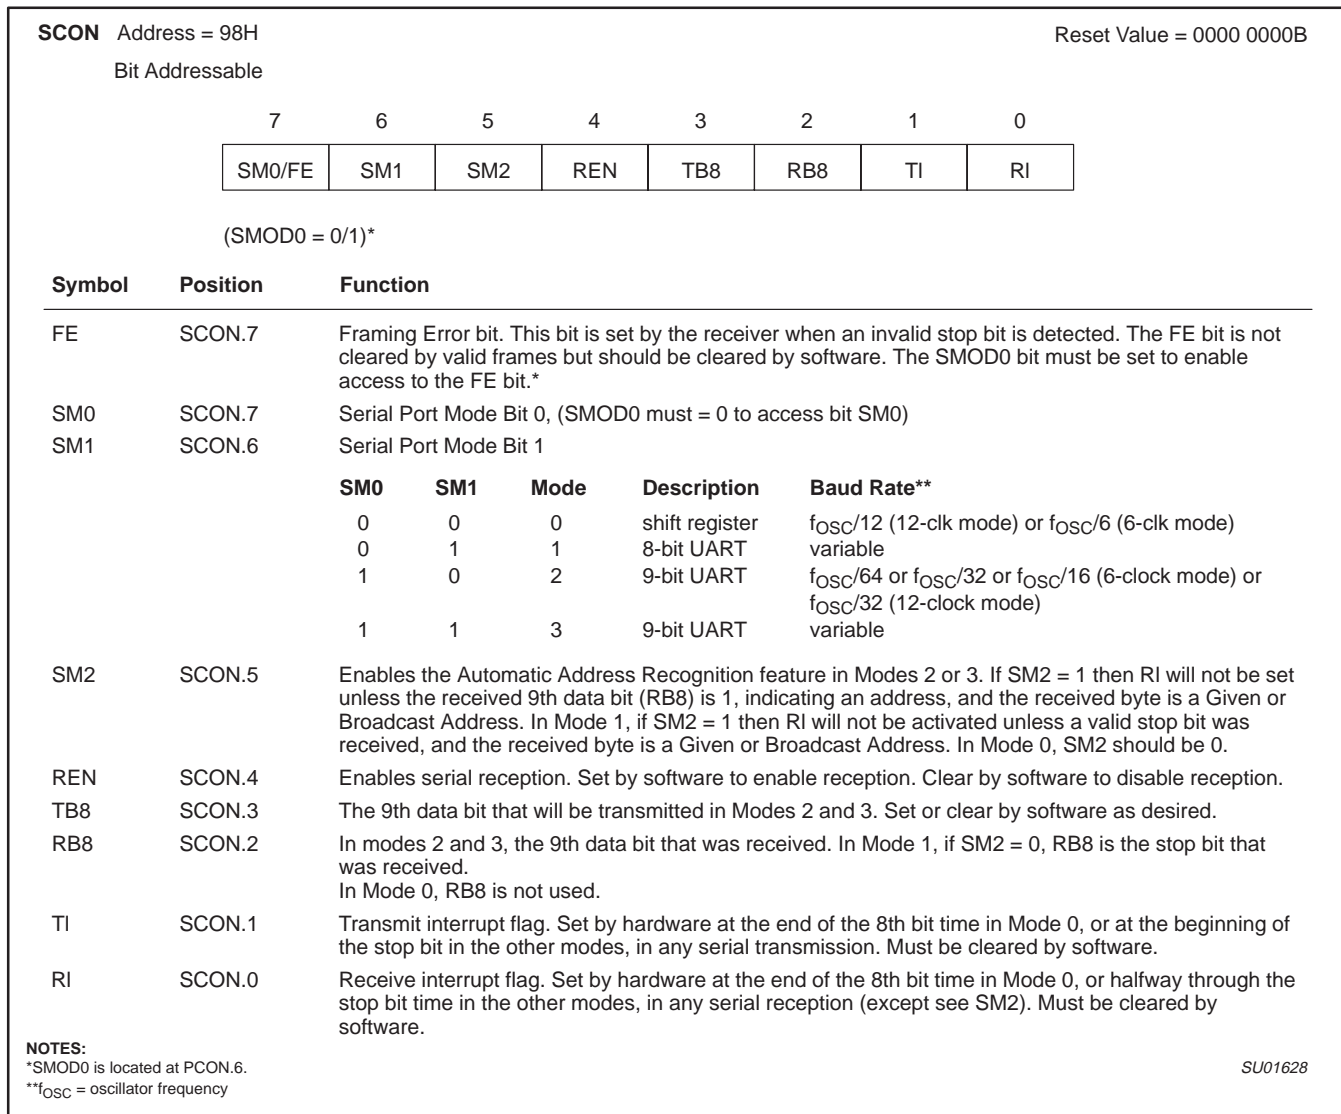 SCON Address = 98H Reset Value = 0000 0000B
Bit Addressable
7 6 5 4 3 2 1 0
SM0/FE SM1 SM2 REN TB8 RB8 TI RI
(SMOD0 = 0/1)*
Symbol Position Function
FE SCON.7 Framing Error bit. This bit is set by the receiver when an invalid stop bit is detected. The FE bit is not
cleared by valid frames but should be cleared by software. The SMOD0 bit must be set to enable
access to the FE bit.*
SM0 SCON.7 Serial Port Mode Bit 0, (SMOD0 must = 0 to access bit SM0)
SM1 SCON.6 Serial Port Mode Bit 1
SM0 SM1 Mode Description Baud Rate**
0 0 0 shift register fOSC/12 (12-clk mode) or fOSC/6 (6-clk mode)
0 1 1 8-bit UART variable
1 0 2 9-bit UART fOSC/64 or fOSC/32 or fOSC/16 (6-clock mode) or
fOSC/32 (12-clock mode)
1 1 3 9-bit UART variable
SM2 SCON.5 Enables the Automatic Address Recognition feature in Modes 2 or 3. If SM2 = 1 then RI will not be set
unless the received 9th data bit (RB8) is 1, indicating an address, and the received byte is a Given or
Broadcast Address. In Mode 1, if SM2 = 1 then RI will not be activated unless a valid stop bit was
received, and the received byte is a Given or Broadcast Address. In Mode 0, SM2 should be 0.
REN SCON.4 Enables serial reception. Set by software to enable reception. Clear by software to disable reception.
TB8 SCON.3 The 9th data bit that will be transmitted in Modes 2 and 3. Set or clear by software as desired.
RB8 SCON.2 In modes 2 and 3, the 9th data bit that was received. In Mode 1, if SM2 = 0, RB8 is the stop bit that
was received.
In Mode 0, RB8 is not used.
TI SCON.1 Transmit interrupt flag. Set by hardware at the end of the 8th bit time in Mode 0, or at the beginning of
the stop bit in the other modes, in any serial transmission. Must be cleared by software.
RI SCON.0 Receive interrupt flag. Set by hardware at the end of the 8th bit time in Mode 0, or halfway through the
stop bit time in the other modes, in any serial reception (except see SM2). Must be cleared by
software.
NOTES:
*SMOD0 is located at PCON.6. SU01628
**fOSC = oscillator frequency